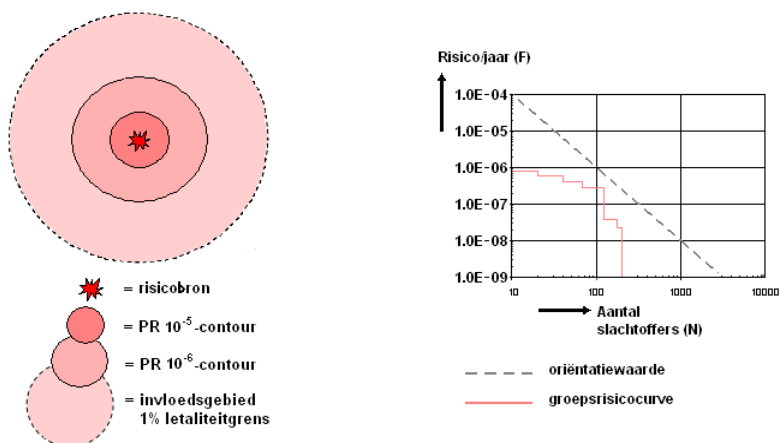 = risicobron
= PR 10⁻⁵-contour
= PR 10⁻⁶-contour
= invloedsgebied
1% letaliteitgrens
Risico/jaar (F)
1.0E-04
1.0E-05
1.0E-06
1.0E-07
1.0E-08
1.0E-09
10 100 1000 10000
Aantal
slachtoffers (N)
oriëntatiewaarde
groepsrisicocurve